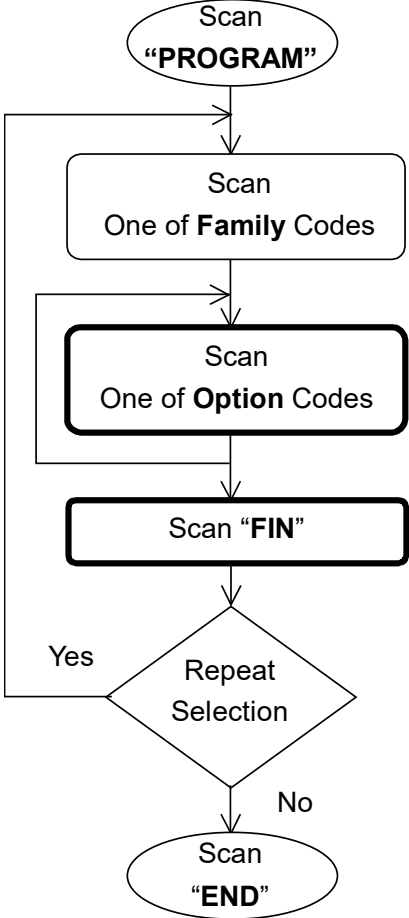 Scan
“PROGRAM”
Scan
One of Family Codes
Scan
One of Option Codes
Scan “FIN”
Yes
Repeat
Selection
No
Scan
“END”